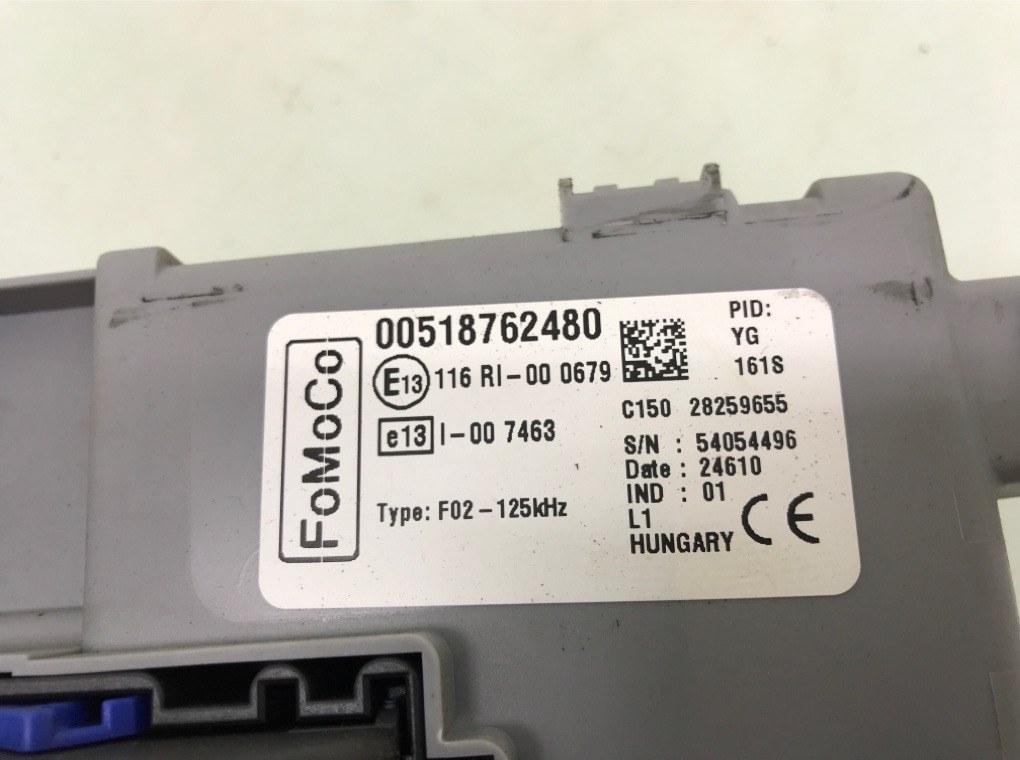 FoMoCo
00518762480
E13 116 RI-00 0679
e13 I-00 7463
Type: F02-125kHz
PID:
YG
161S
C150 28259655
S/N : 54054496
Date : 24610
IND : 01
L1
HUNGARY
CE